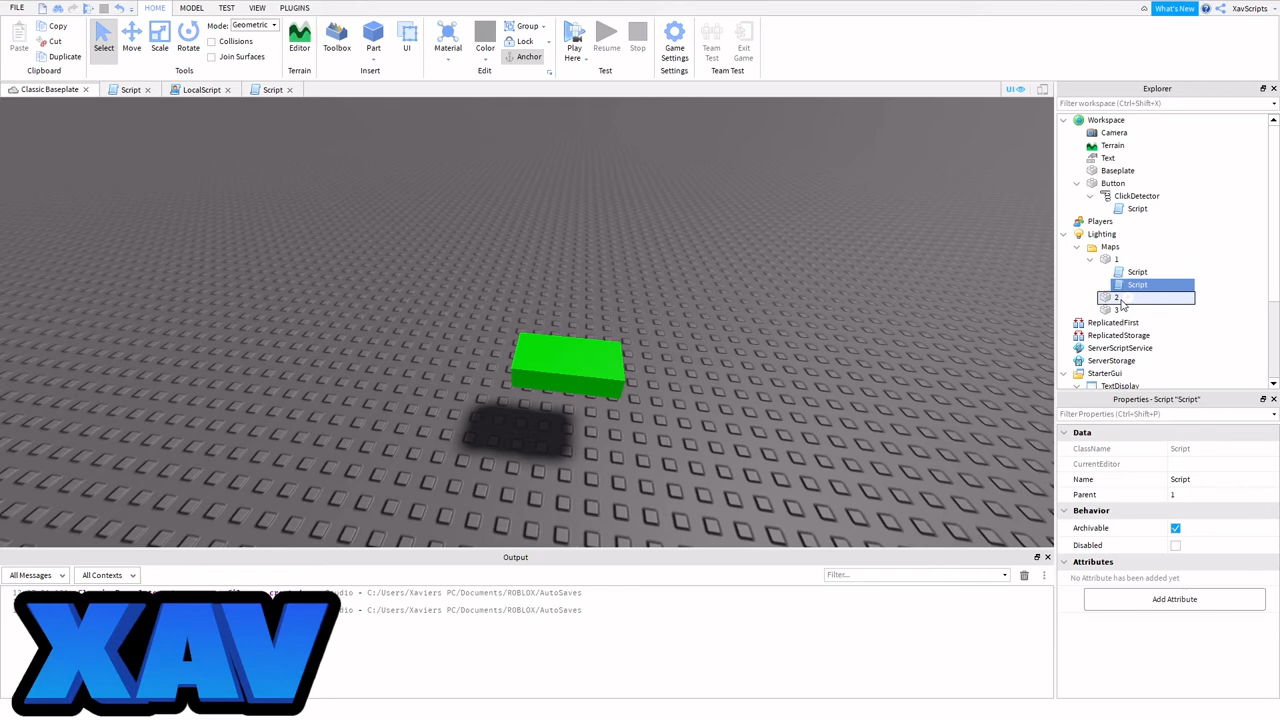 FILE HOME MODEL TEST VIEW PLUGINS What's New XavScripts
Paste Copy Cut Duplicate Clipboard
Select Move Scale Rotate Mode: Geometric Collisions Join Surfaces Tools
Editor Terrain
Toolbox Part UI Insert
Material Color Group Lock Anchor Edit
Play Here Resume Stop Test
Game Settings Settings
Team Test Exit Game Team Test
Classic Baseplate Script LocalScript Script UI
Explorer
Filter workspace (Ctrl+Shift+X)
Workspace
Camera
Terrain
Text
Baseplate
Button
ClickDetector
Script
Players
Lighting
Maps
1
Script
Script
2
3
ReplicatedFirst
ReplicatedStorage
ServerScriptService
ServerStorage
StarterGui
TextDisplay
Properties - Script "Script"
Filter Properties (Ctrl+Shift+P)
Data
ClassName Script
CurrentEditor
Name Script
Parent 1
Behavior
Archivable
Disabled
Attributes
No Attribute has been added yet
Add Attribute
Output
All Messages All Contexts Filter...
- C:/Users/Xaviers PC/Documents/ROBLOX/AutoSaves
- C:/Users/Xaviers PC/Documents/ROBLOX/AutoSaves
XAV